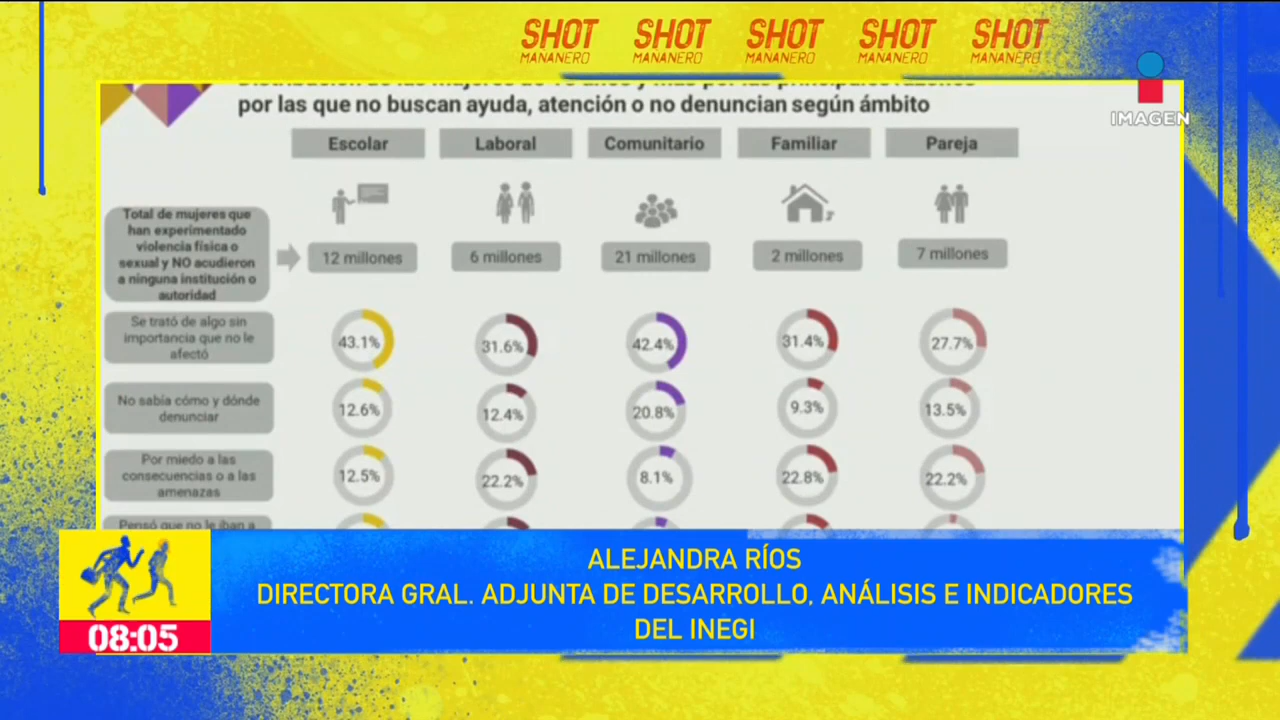 SHOT SHOT SHOT SHOT SHOT
MAÑANERO MAÑANERO MAÑANERO MAÑANERO MAÑANERO
IMAGEN
por las que no buscan ayuda, atención o no denuncian según ámbito
Escolar Laboral Comunitario Familiar Pareja
Total de mujeres que
han experimentado
violencia física o
sexual y NO acudieron
a ninguna institución o
autoridad
12 millones 6 millones 21 millones 2 millones 7 millones
Se trató de algo sin
importancia que no le
afectó
43.1% 31.6% 42.4% 31.4% 27.7%
No sabía cómo y dónde
denunciar
12.6% 12.4% 20.8% 9.3% 13.5%
Por miedo a las
consecuencias o a las
amenazas
12.5% 22.2% 8.1% 22.8% 22.2%
Pensó que no le iban a
ALEJANDRA RÍOS
DIRECTORA GRAL. ADJUNTA DE DESARROLLO, ANÁLISIS E INDICADORES
DEL INEGI
08:05